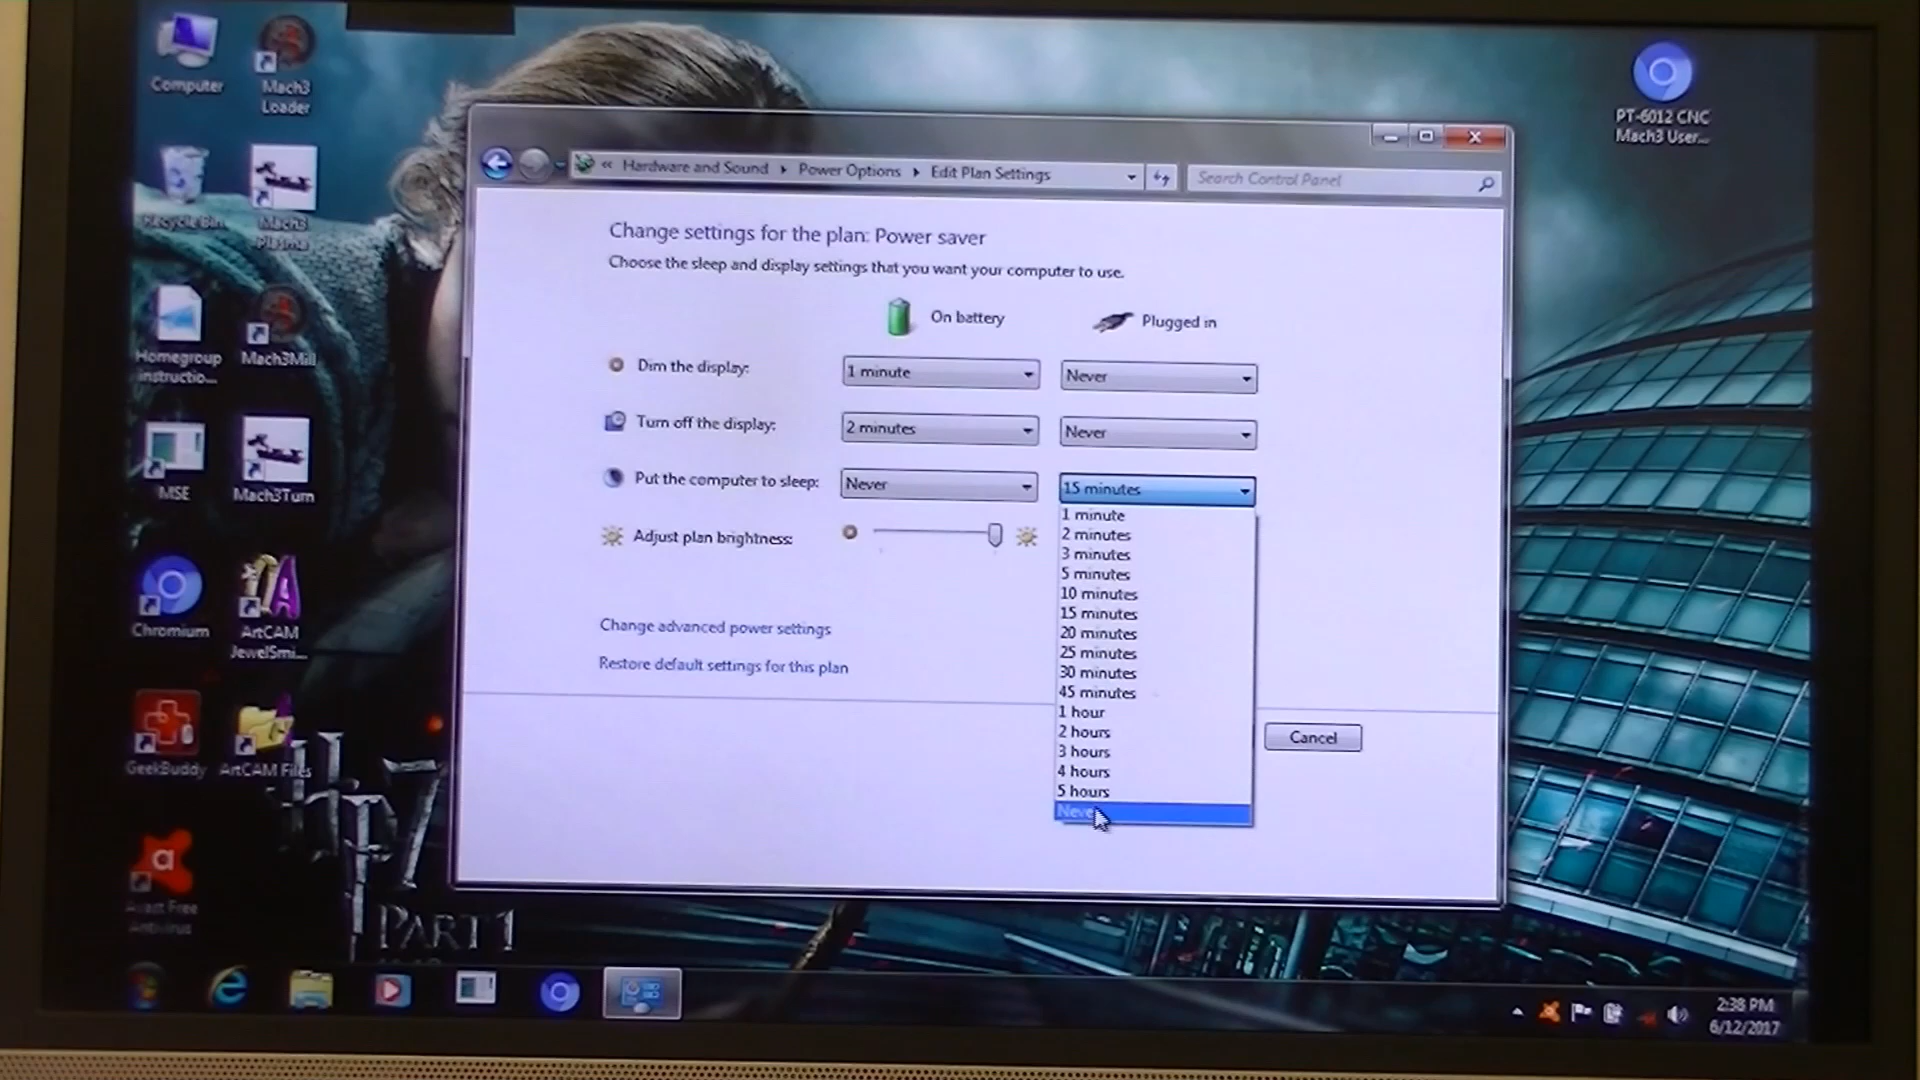 Computer
Mach3
Loader
PT-6012 CNC
Mach3 User...
Recycle Bin
Mach3
Plasma
Homegroup
instructio...
Mach3Mill
MSE
Mach3Turn
Chromium
ArtCAM
JewelSmi...
GeekBuddy
ArtCAM Files
Avast Free
Antivirus
« Hardware and Sound
Power Options
Edit Plan Settings
Search Control Panel
Change settings for the plan: Power saver
Choose the sleep and display settings that you want your computer to use.
On battery
Plugged in
Dim the display:
1 minute
Never
Turn off the display:
2 minutes
Never
Put the computer to sleep:
Never
15 minutes
Adjust plan brightness:
1 minute
2 minutes
3 minutes
5 minutes
10 minutes
15 minutes
20 minutes
25 minutes
30 minutes
45 minutes
1 hour
2 hours
3 hours
4 hours
5 hours
Never
Change advanced power settings
Restore default settings for this plan
Cancel
PART 1
2:38 PM
6/12/2017